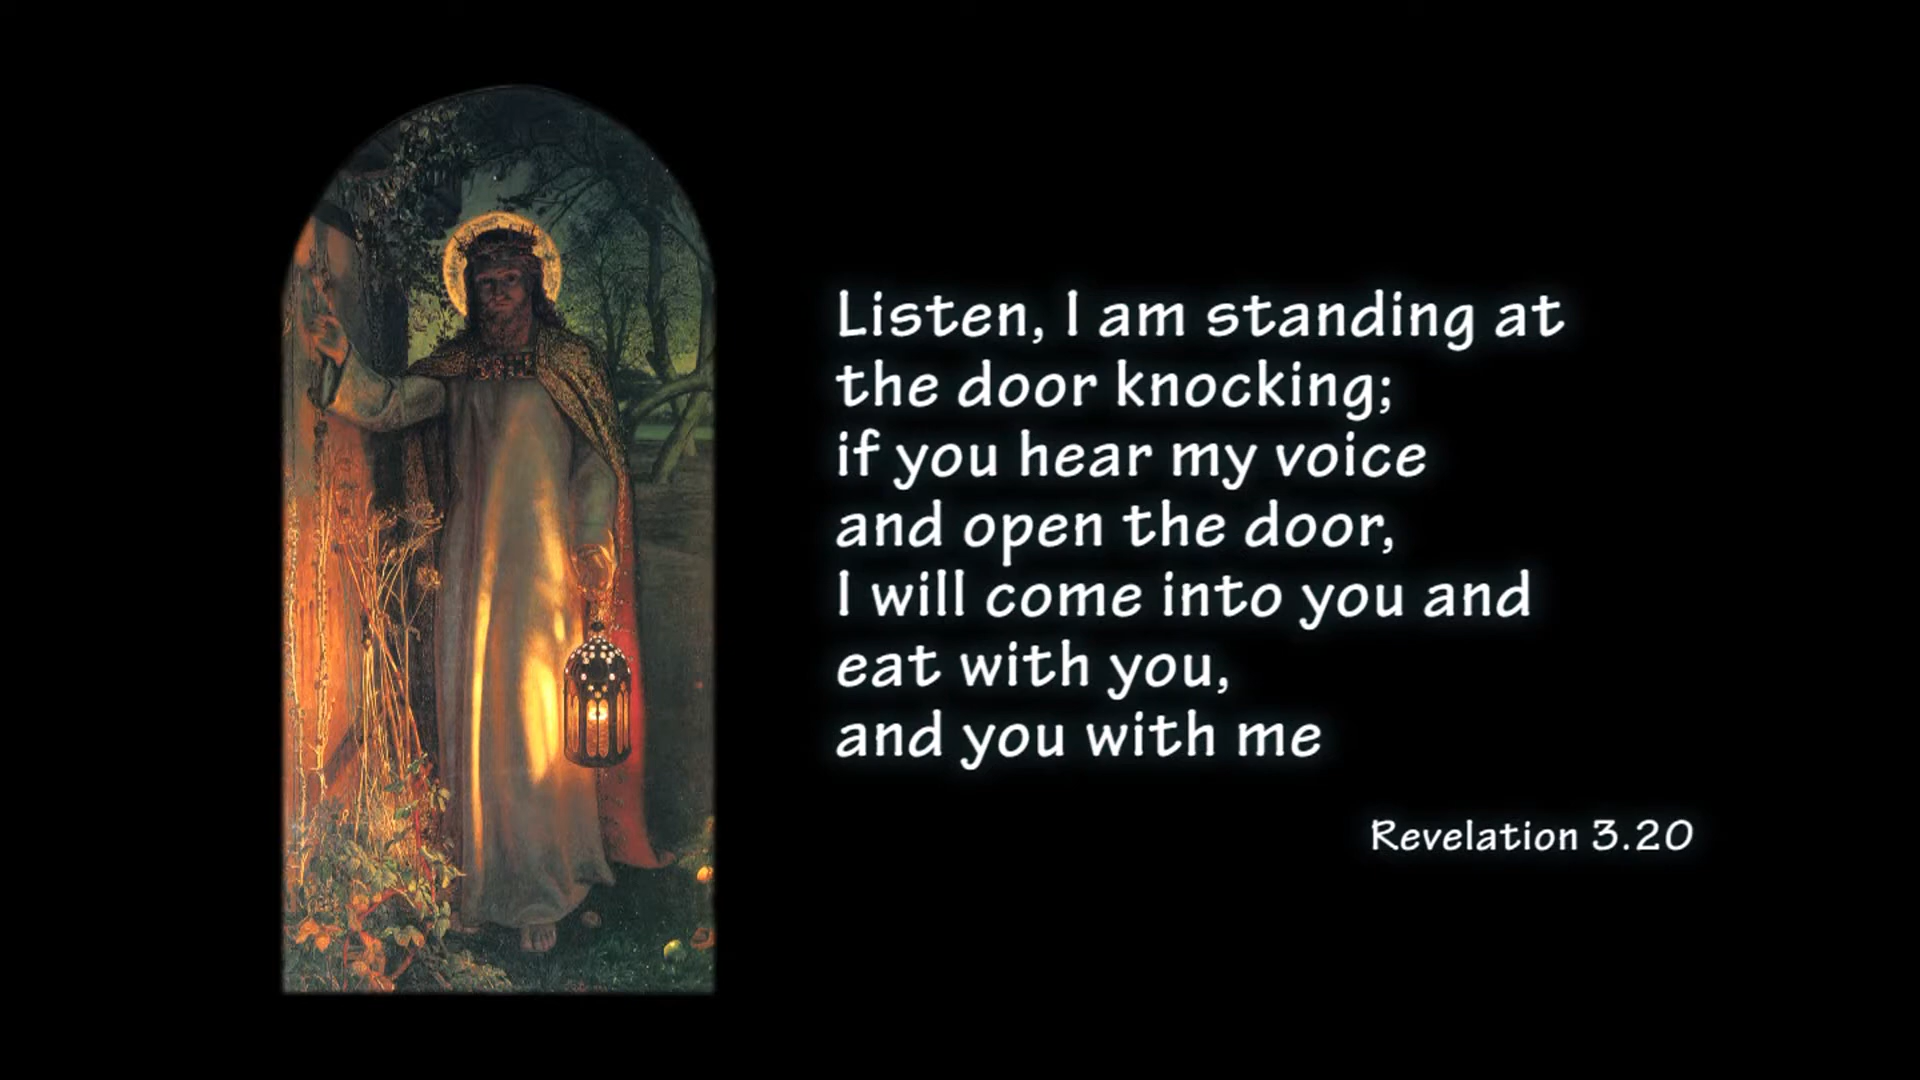 Listen, I am standing at
the door knocking;
if you hear my voice
and open the door,
I will come into you and
eat with you,
and you with me
Revelation 3.20